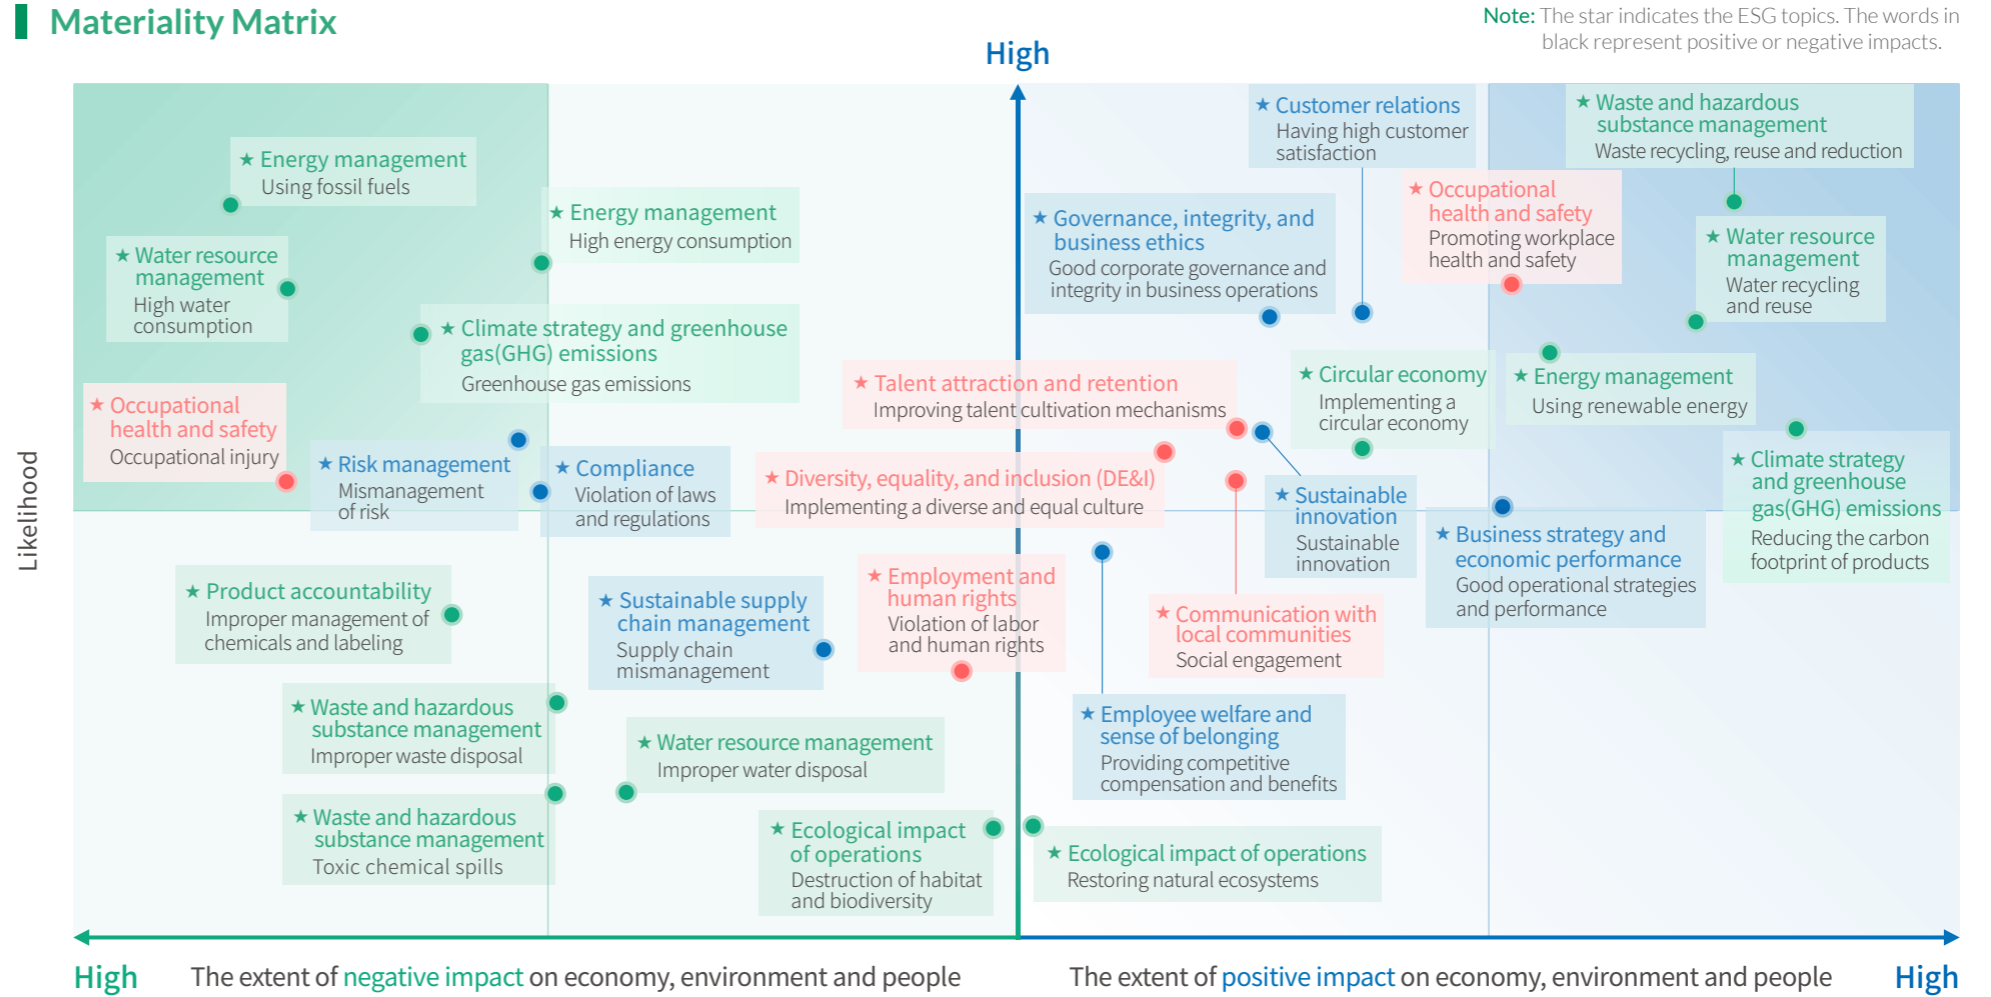 Materiality Matrix
Note: The star indicates the ESG topics. The words in
black represent positive or negative impacts.
High
Likelihood
★ Energy management
Using fossil fuels
★ Water resource
management
High water
consumption
★ Energy management
High energy consumption
★ Climate strategy and greenhouse
gas(GHG) emissions
Greenhouse gas emissions
★ Occupational
health and safety
Occupational injury
★ Risk management
Mismanagement
of risk
★ Compliance
Violation of laws
and regulations
★ Product accountability
Improper management of
chemicals and labeling
★ Sustainable supply
chain management
Supply chain
mismanagement
★ Employment and
human rights
Violation of labor
and human rights
★ Waste and hazardous
substance management
Improper waste disposal
★ Water resource management
Improper water disposal
★ Waste and hazardous
substance management
Toxic chemical spills
★ Ecological impact
of operations
Destruction of habitat
and biodiversity
★ Customer relations
Having high customer
satisfaction
★ Waste and hazardous
substance management
Waste recycling, reuse and reduction
★ Governance, integrity, and
business ethics
Good corporate governance and
integrity in business operations
★ Occupational
health and safety
Promoting workplace
health and safety
★ Water resource
management
Water recycling
and reuse
★ Talent attraction and retention
Improving talent cultivation mechanisms
★ Circular economy
Implementing a
circular economy
★ Energy management
Using renewable energy
★ Diversity, equality, and inclusion (DE&I)
Implementing a diverse and equal culture
★ Sustainable
innovation
Sustainable
innovation
★ Climate strategy
and greenhouse
gas(GHG) emissions
Reducing the carbon
footprint of products
★ Business strategy and
economic performance
Good operational strategies
and performance
★ Communication with
local communities
Social engagement
★ Employee welfare and
sense of belonging
Providing competitive
compensation and benefits
★ Ecological impact of operations
Restoring natural ecosystems
High
The extent of negative impact on economy, environment and people
The extent of positive impact on economy, environment and people
High